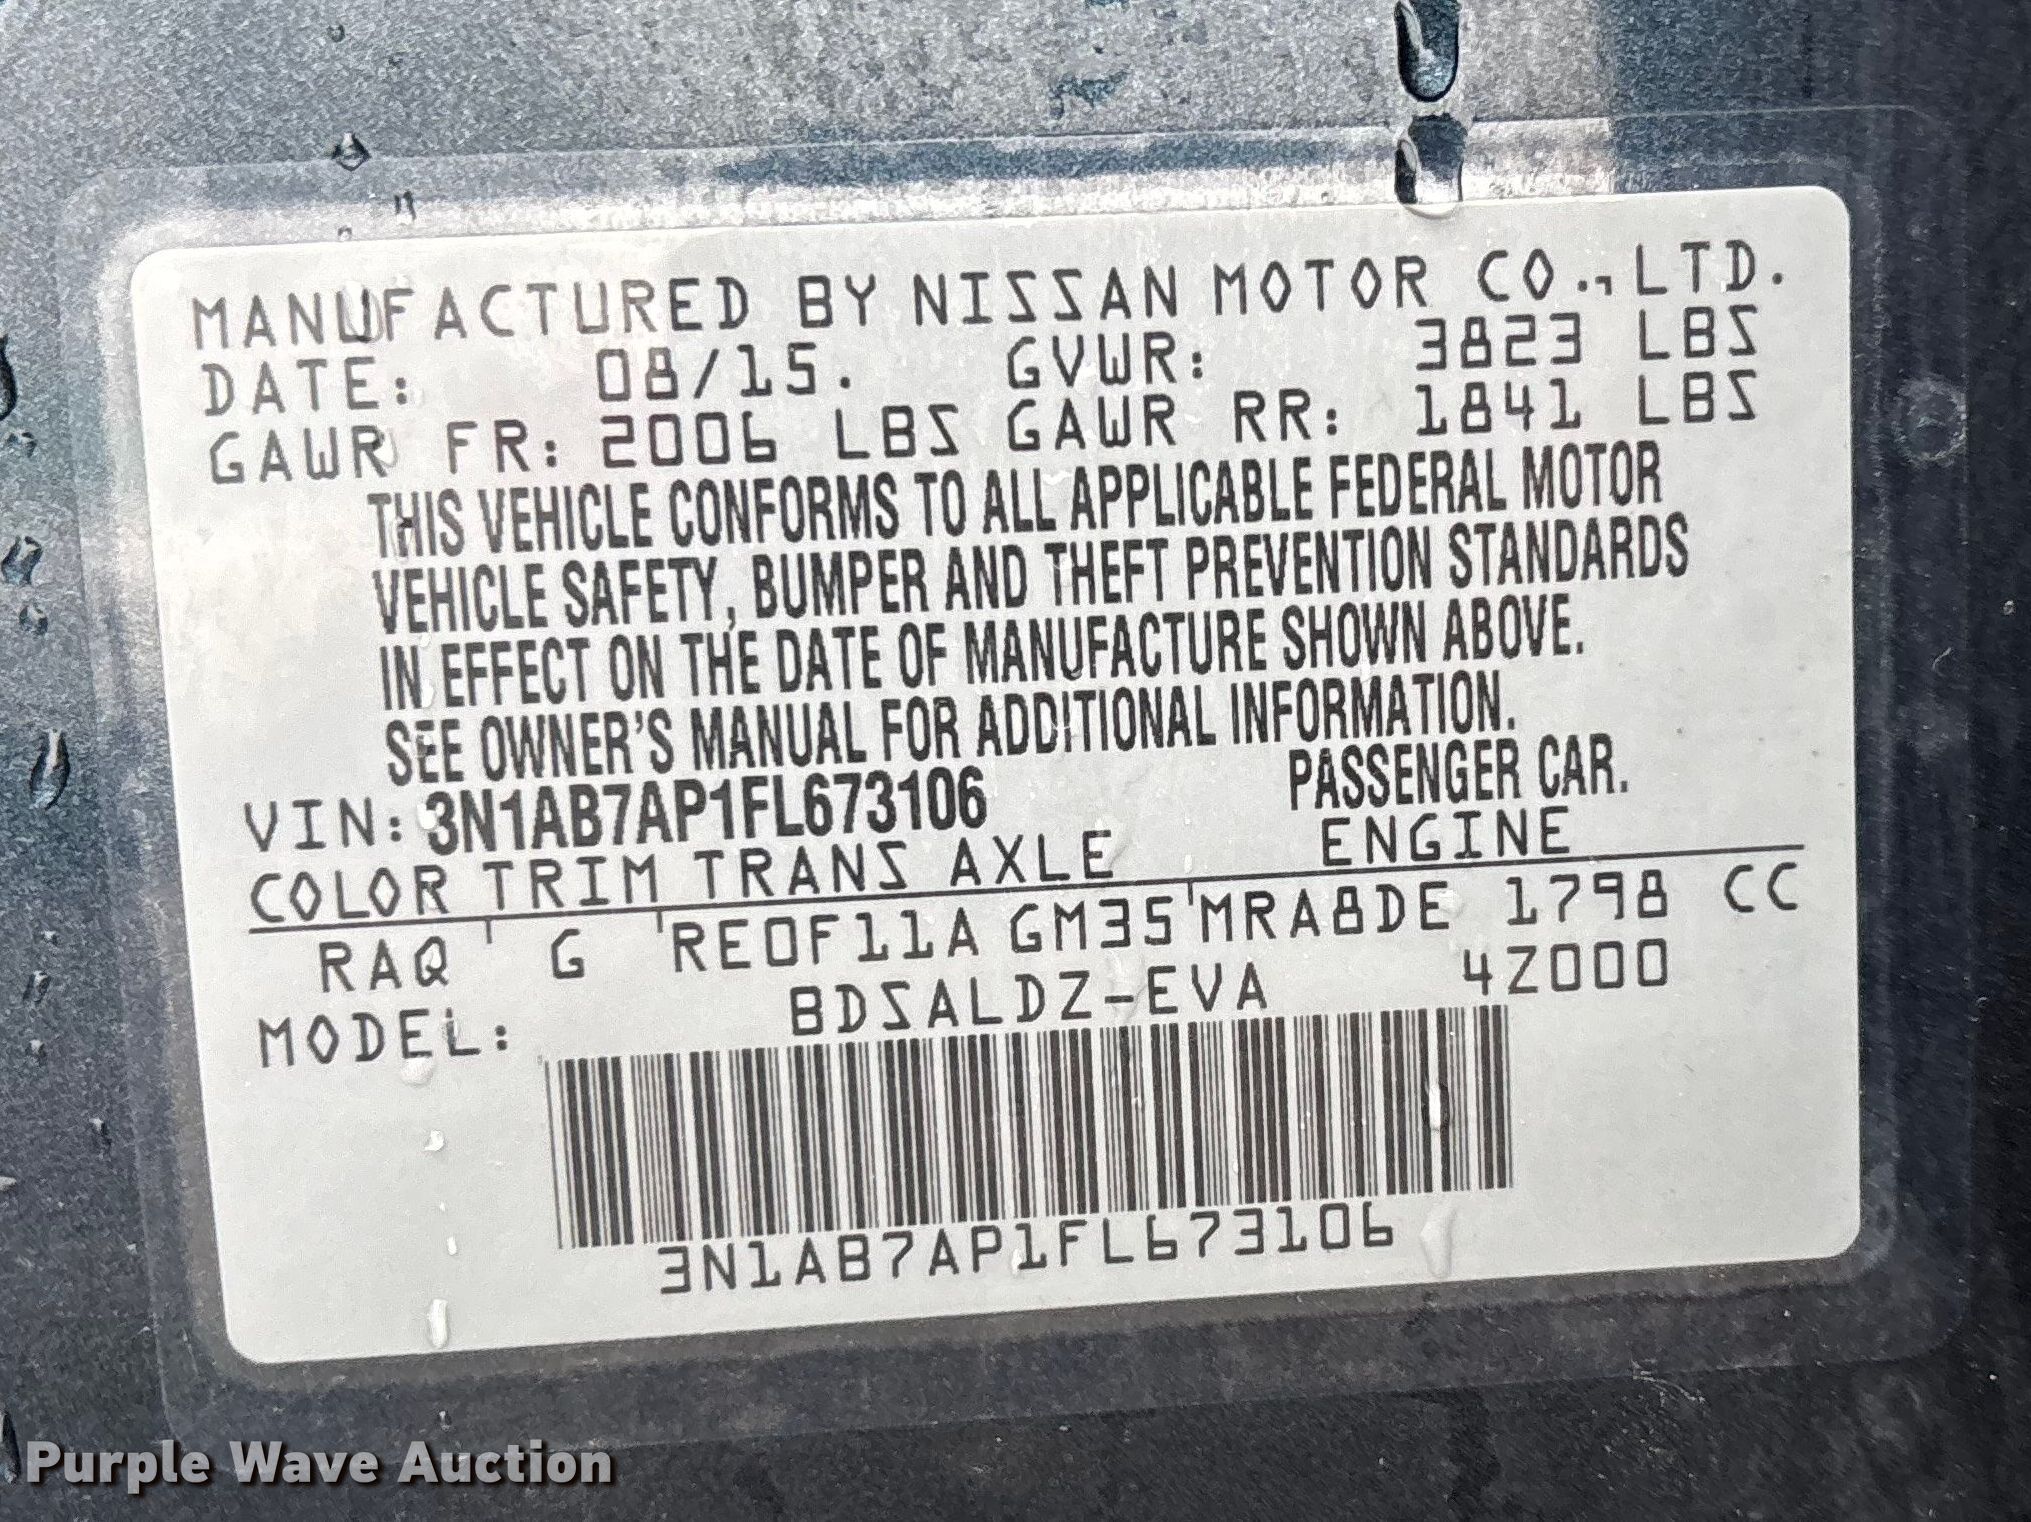 MANUFACTURED BY NISSAN MOTOR CO.,LTD.
DATE: 08/15. GVWR: 3823 LBS
GAWR FR: 2006 LBS GAWR RR: 1841 LBS
THIS VEHICLE CONFORMS TO ALL APPLICABLE FEDERAL MOTOR
VEHICLE SAFETY, BUMPER AND THEFT PREVENTION STANDARDS
IN EFFECT ON THE DATE OF MANUFACTURE SHOWN ABOVE.
SEE OWNER'S MANUAL FOR ADDITIONAL INFORMATION.
VIN: 3N1AB7AP1FL673106 PASSENGER CAR.
COLOR TRIM TRANS AXLE ENGINE
RAQ G RE0F11A GM35 MRA8DE 1798 CC
MODEL: BDSALDZ-EVA 4Z000
3N1AB7AP1FL673106
Purple Wave Auction